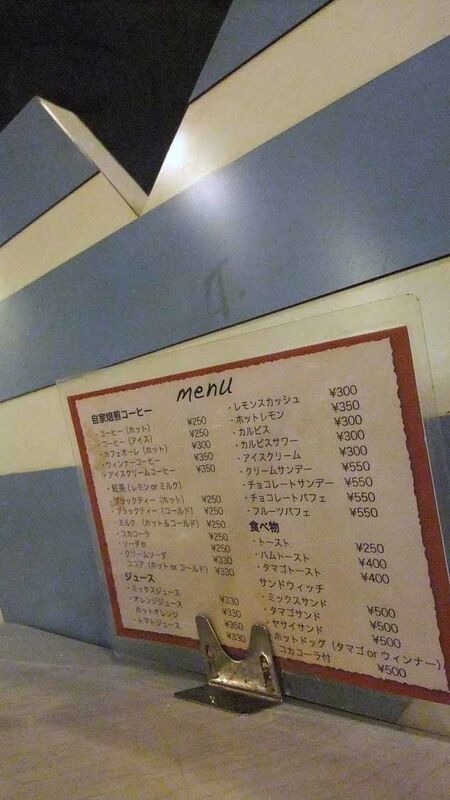 menu
自家焙煎コーヒー
・コーヒー（ホット） ¥250
・コーヒー（アイス） ¥250
・カフェオーレ（ホット） ¥300
・ウィンナーコーヒー ¥350
・アイスクリームコーヒー ¥350
・紅茶（レモン or ミルク）
ブラックティー（ホット） ¥250
・ブラックティー（コールド） ¥250
・ミルク（ホット＆コールド） ¥200
・コカコーラ ¥250
・ソーダ水 ¥250
・クリームソーダ ¥330
・ココア（ホット or コールド） ¥330
ジュース
・ミックスジュース ¥330
・オレンジジュース ¥330
・ホットオレンジ ¥350
・トマトジュース ¥330
・レモンスカッシュ ¥300
・ホットレモン ¥350
・カルピス ¥300
・カルピスサワー ¥300
・アイスクリーム ¥300
・クリームサンデー ¥550
・チョコレートサンデー ¥550
・チョコレートパフェ ¥550
・フルーツパフェ ¥550
食べ物
・トースト ¥250
・ハムトースト ¥400
・タマゴトースト ¥400
サンドウィッチ
・ミックスサンド ¥500
・タマゴサンド ¥500
・ヤサイサンド ¥500
・ホットドッグ（タマゴ or ウィンナー）
コカコーラ付 ¥500